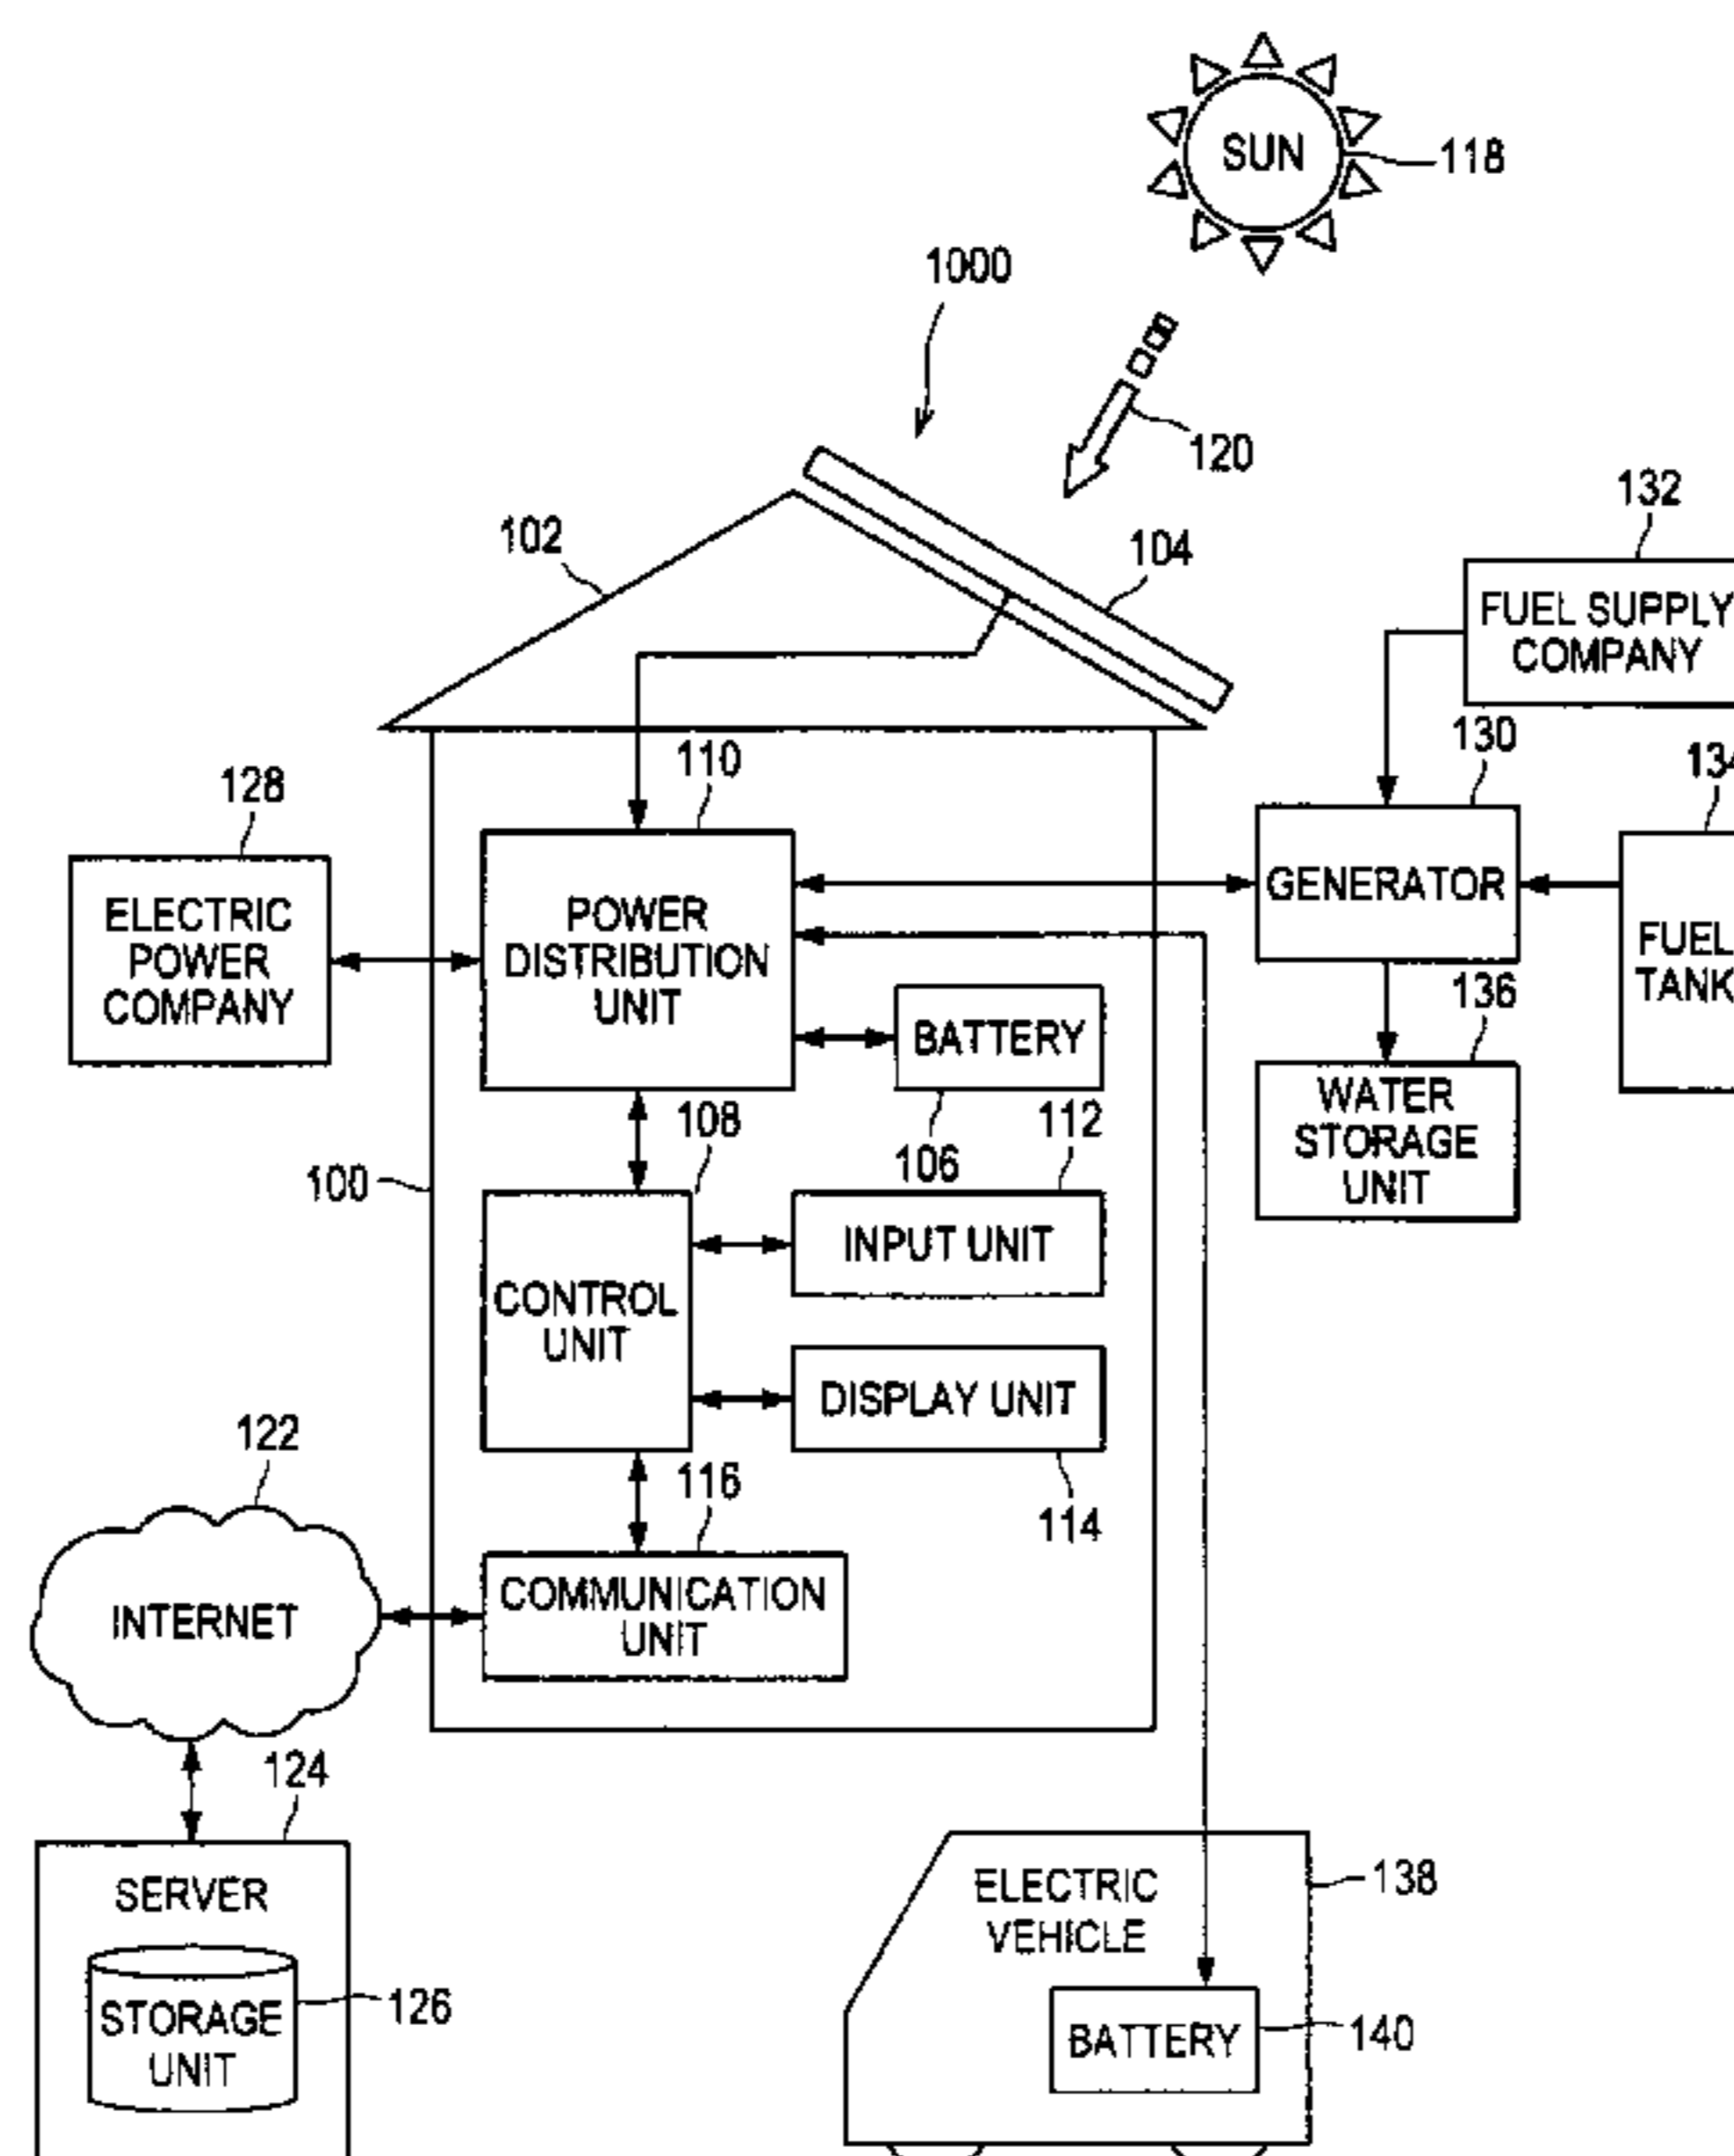 SUN
118
1000
120
102
104
132
FUEL SUPPLY
COMPANY
110
130
128
ELECTRIC
POWER
COMPANY
POWER
DISTRIBUTION
UNIT
GENERATOR
FUEL
TANK
136
BATTERY
108
106
112
WATER
STORAGE
UNIT
100
INPUT UNIT
CONTROL
UNIT
DISPLAY UNIT
122
116
114
INTERNET
COMMUNICATION
UNIT
124
SERVER
STORAGE
UNIT
126
ELECTRIC
VEHICLE
138
BATTERY
140